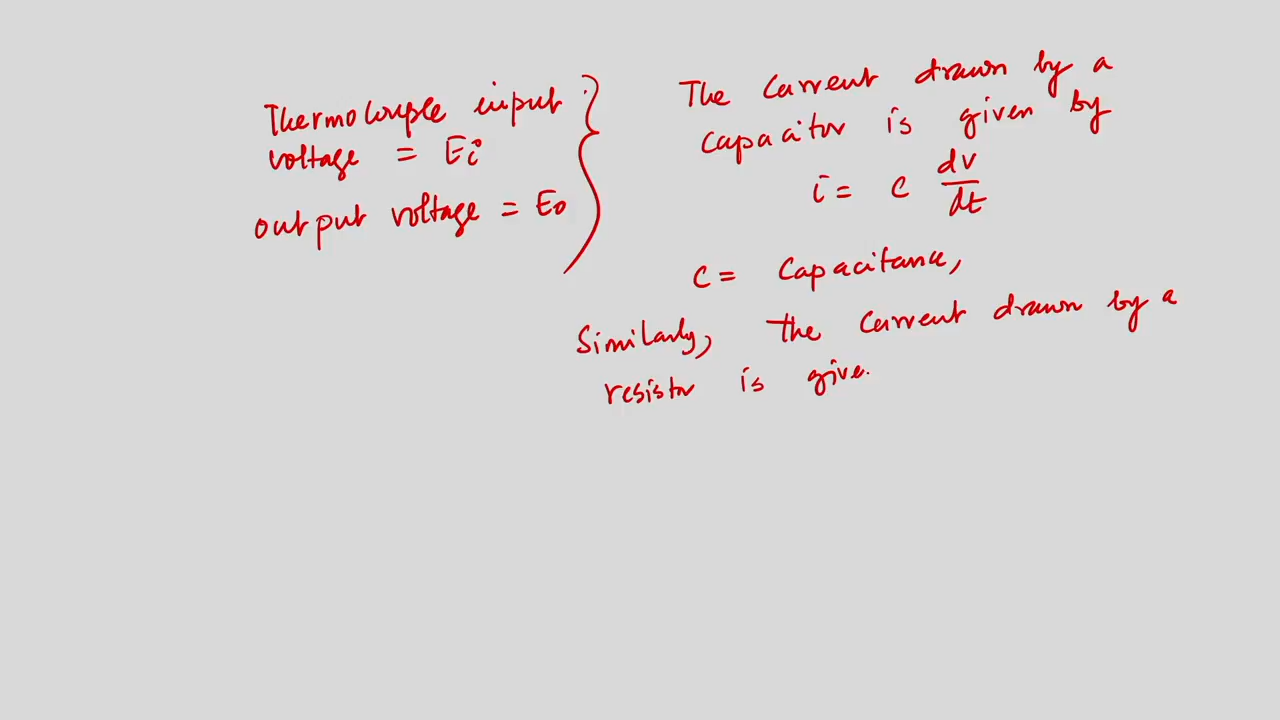 Thermocouple input
voltage = Ei
output voltage = Eo
The current drawn by a
capacitor is given by
i = C dv/dt
C = Capacitance,
Similarly, the current drawn by a
resistor is give